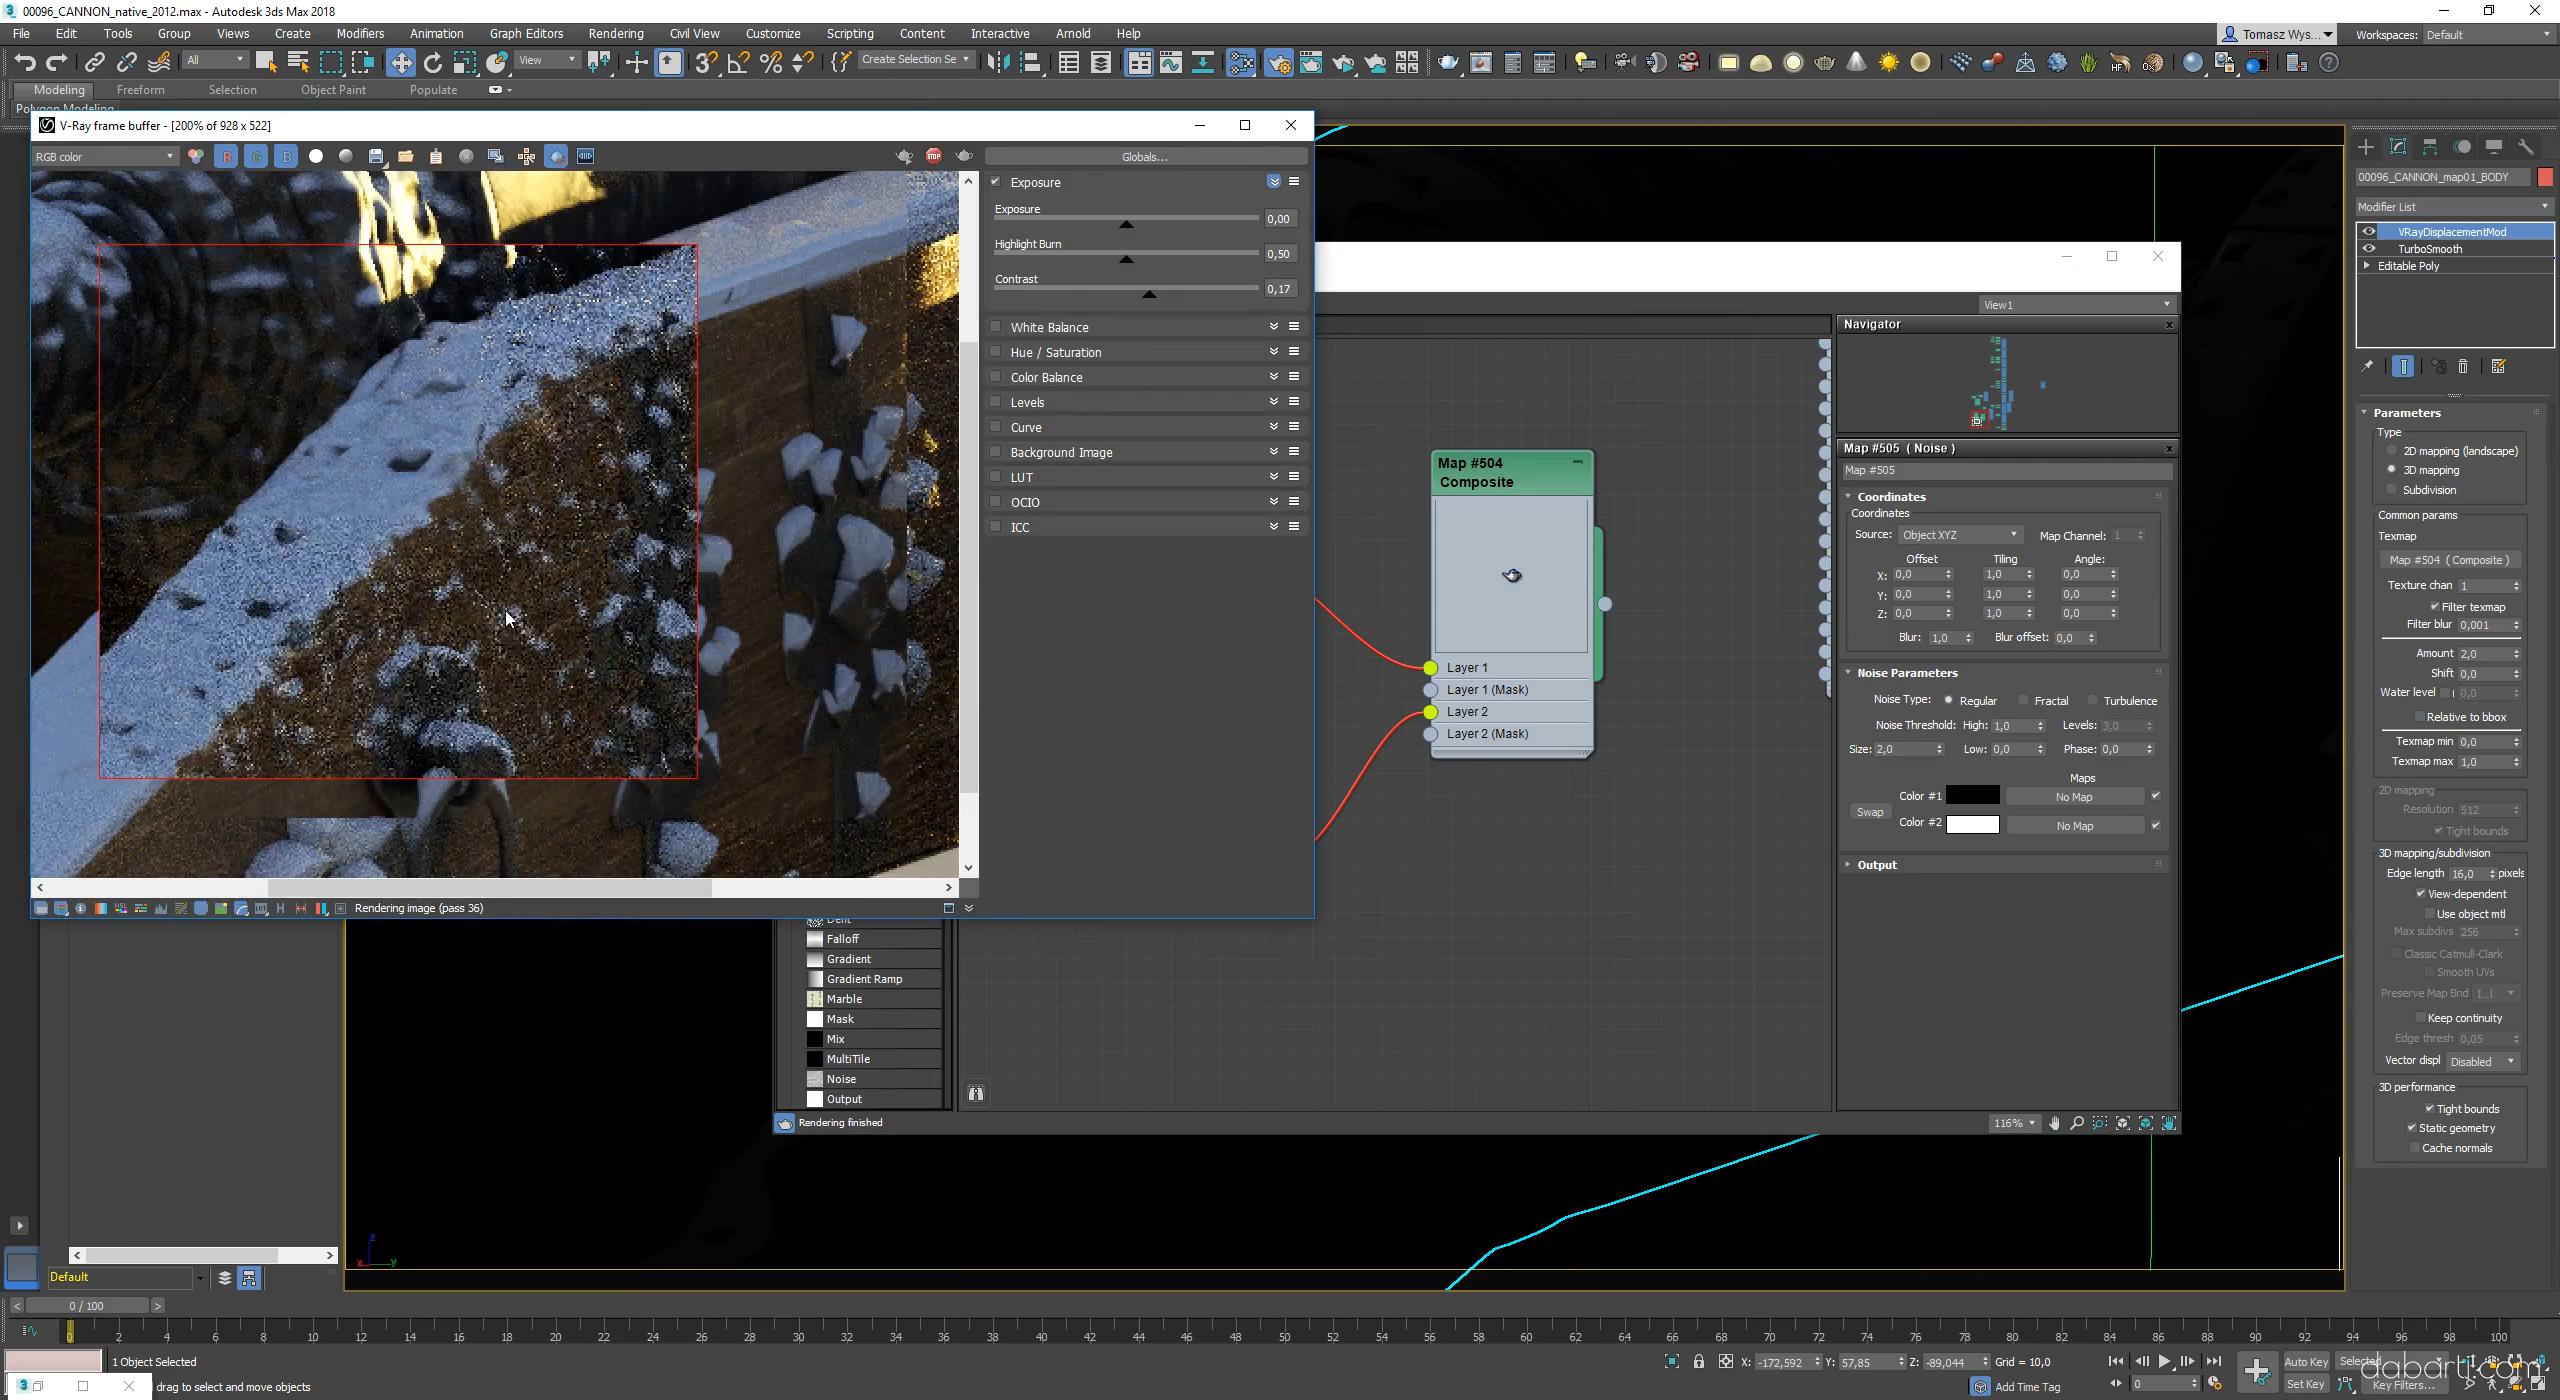 00096_CANNON_native_2012.max - Autodesk 3ds Max 2018
File Edit Tools Group Views Create Modifiers Animation Graph Editors Rendering Civil View Customize Scripting Content Interactive Arnold Help
Tomasz Wys... Workspaces: Default
All View Create Selection Se
Modeling Freeform Selection Object Paint Populate
Polygon Modeling
V-Ray frame buffer - [200% of 928 x 522]
RGB color R G B STOP Globals...
Exposure
Exposure 0,00
Highlight Burn 0,50
Contrast 0,17
White Balance
Hue / Saturation
Color Balance
Levels
Curve
Background Image
LUT
OCIO
ICC
Rendering image (pass 36)
Map #504
Composite
Layer 1
Layer 1 (Mask)
Layer 2
Layer 2 (Mask)
Dent
Falloff
Gradient
Gradient Ramp
Marble
Mask
Mix
MultiTile
Noise
Output
Rendering finished
116%
View1
Navigator
Map #505 ( Noise )
Map #505
Coordinates
Coordinates
Source: Object XYZ Map Channel: 1
Offset Tiling Angle:
X: 0,0 1,0 0,0
Y: 0,0 1,0 0,0
Z: 0,0 1,0 0,0
Blur: 1,0 Blur offset: 0,0
Noise Parameters
Noise Type: Regular Fractal Turbulence
Noise Threshold: High: 1,0 Levels: 3,0
Size: 2,0 Low: 0,0 Phase: 0,0
Maps
Color #1 No Map
Swap
Color #2 No Map
Output
00096_CANNON_map01_BODY
Modifier List
VRayDisplacementMod
TurboSmooth
Editable Poly
Parameters
Type
2D mapping (landscape)
3D mapping
Subdivision
Common params
Texmap
Map #504 ( Composite )
Texture chan 1
Filter texmap
Filter blur 0,001
Amount 2,0
Shift 0,0
Water level 0,0
Relative to bbox
Texmap min 0,0
Texmap max 1,0
2D mapping
Resolution 512
Tight bounds
3D mapping/subdivision
Edge length 16,0 pixels
View-dependent
Use object mtl
Max subdivs 256
Classic Catmull-Clark
Smooth UVs
Preserve Map Bnd
Keep continuity
Edge thresh 0,05
Vector displ Disabled
3D performance
Tight bounds
Static geometry
Cache normals
z
x y
Default
0 / 100
0 2 4 6 8 10 12 14 16 18 20 22 24 26 28 30 32 34 36 38 40 42 44 46 48 50 52 54 56 58 60 62 64 66 68 70 72 74 76 78 80 82 84 86 88 90 92 94 96 98 100
1 Object Selected
X: -172,592 Y: 57,85 Z: -89,044 Grid = 10,0
Auto Key Selected
drag to select and move objects
Add Time Tag
0
Set Key Key Filters...
dabarti.com